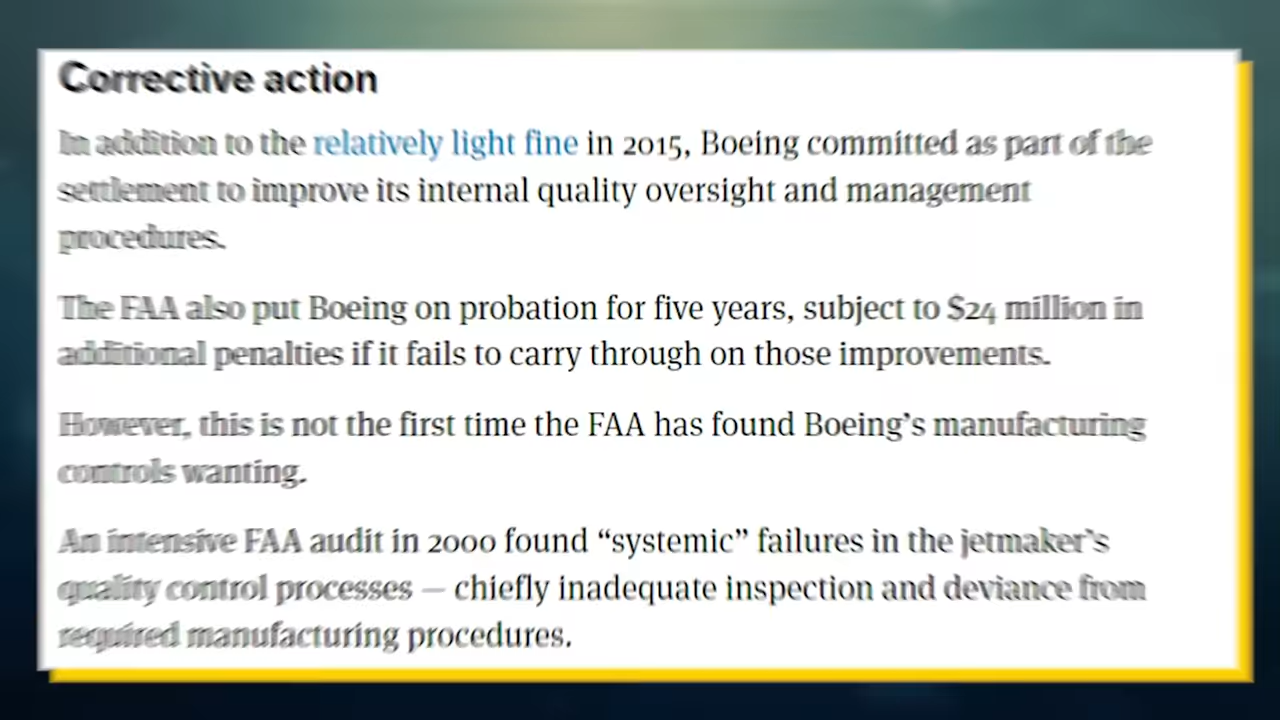 Corrective action
In addition to the relatively light fine in 2015, Boeing committed as part of the
settlement to improve its internal quality oversight and management
procedures.
The FAA also put Boeing on probation for five years, subject to $24 million in
additional penalties if it fails to carry through on those improvements.
However, this is not the first time the FAA has found Boeing’s manufacturing
controls wanting.
An intensive FAA audit in 2000 found “systemic” failures in the jetmaker’s
quality control processes — chiefly inadequate inspection and deviance from
required manufacturing procedures.